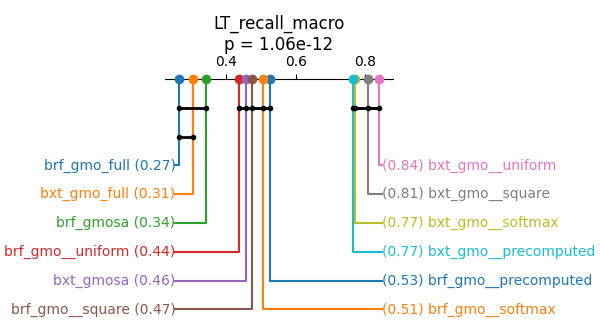 LT_recall_macro
p = 1.06e-12
0.4 0.6 0.8
brf_gmo_full (0.27)
(0.84) bxt_gmo__uniform
bxt_gmo_full (0.31)
(0.81) bxt_gmo__square
brf_gmosa (0.34)
(0.77) bxt_gmo__softmax
brf_gmo__uniform (0.44)
(0.77) bxt_gmo__precomputed
bxt_gmosa (0.46)
(0.53) brf_gmo__precomputed
brf_gmo__square (0.47)
(0.51) brf_gmo__softmax